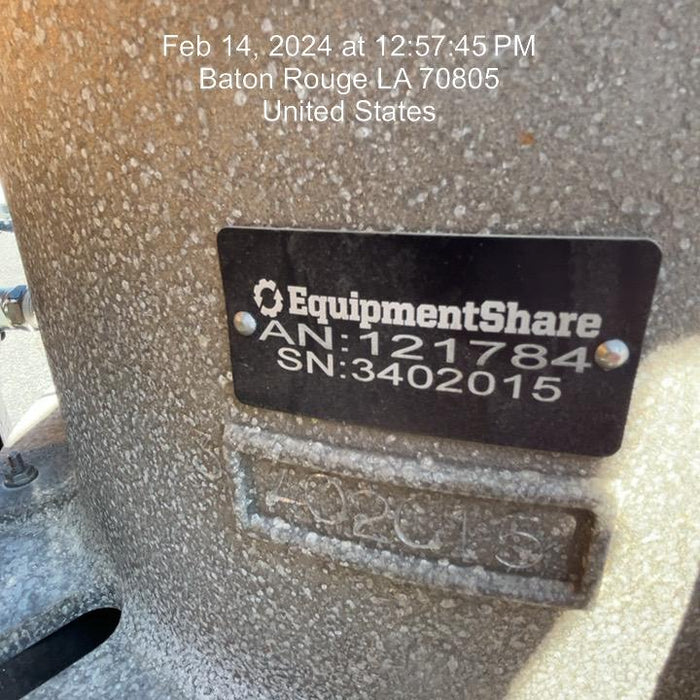 Feb 14, 2024 at 12:57:45 PM
Baton Rouge LA 70805
United States
EquipmentShare
AN:121784
SN:3402015
402015